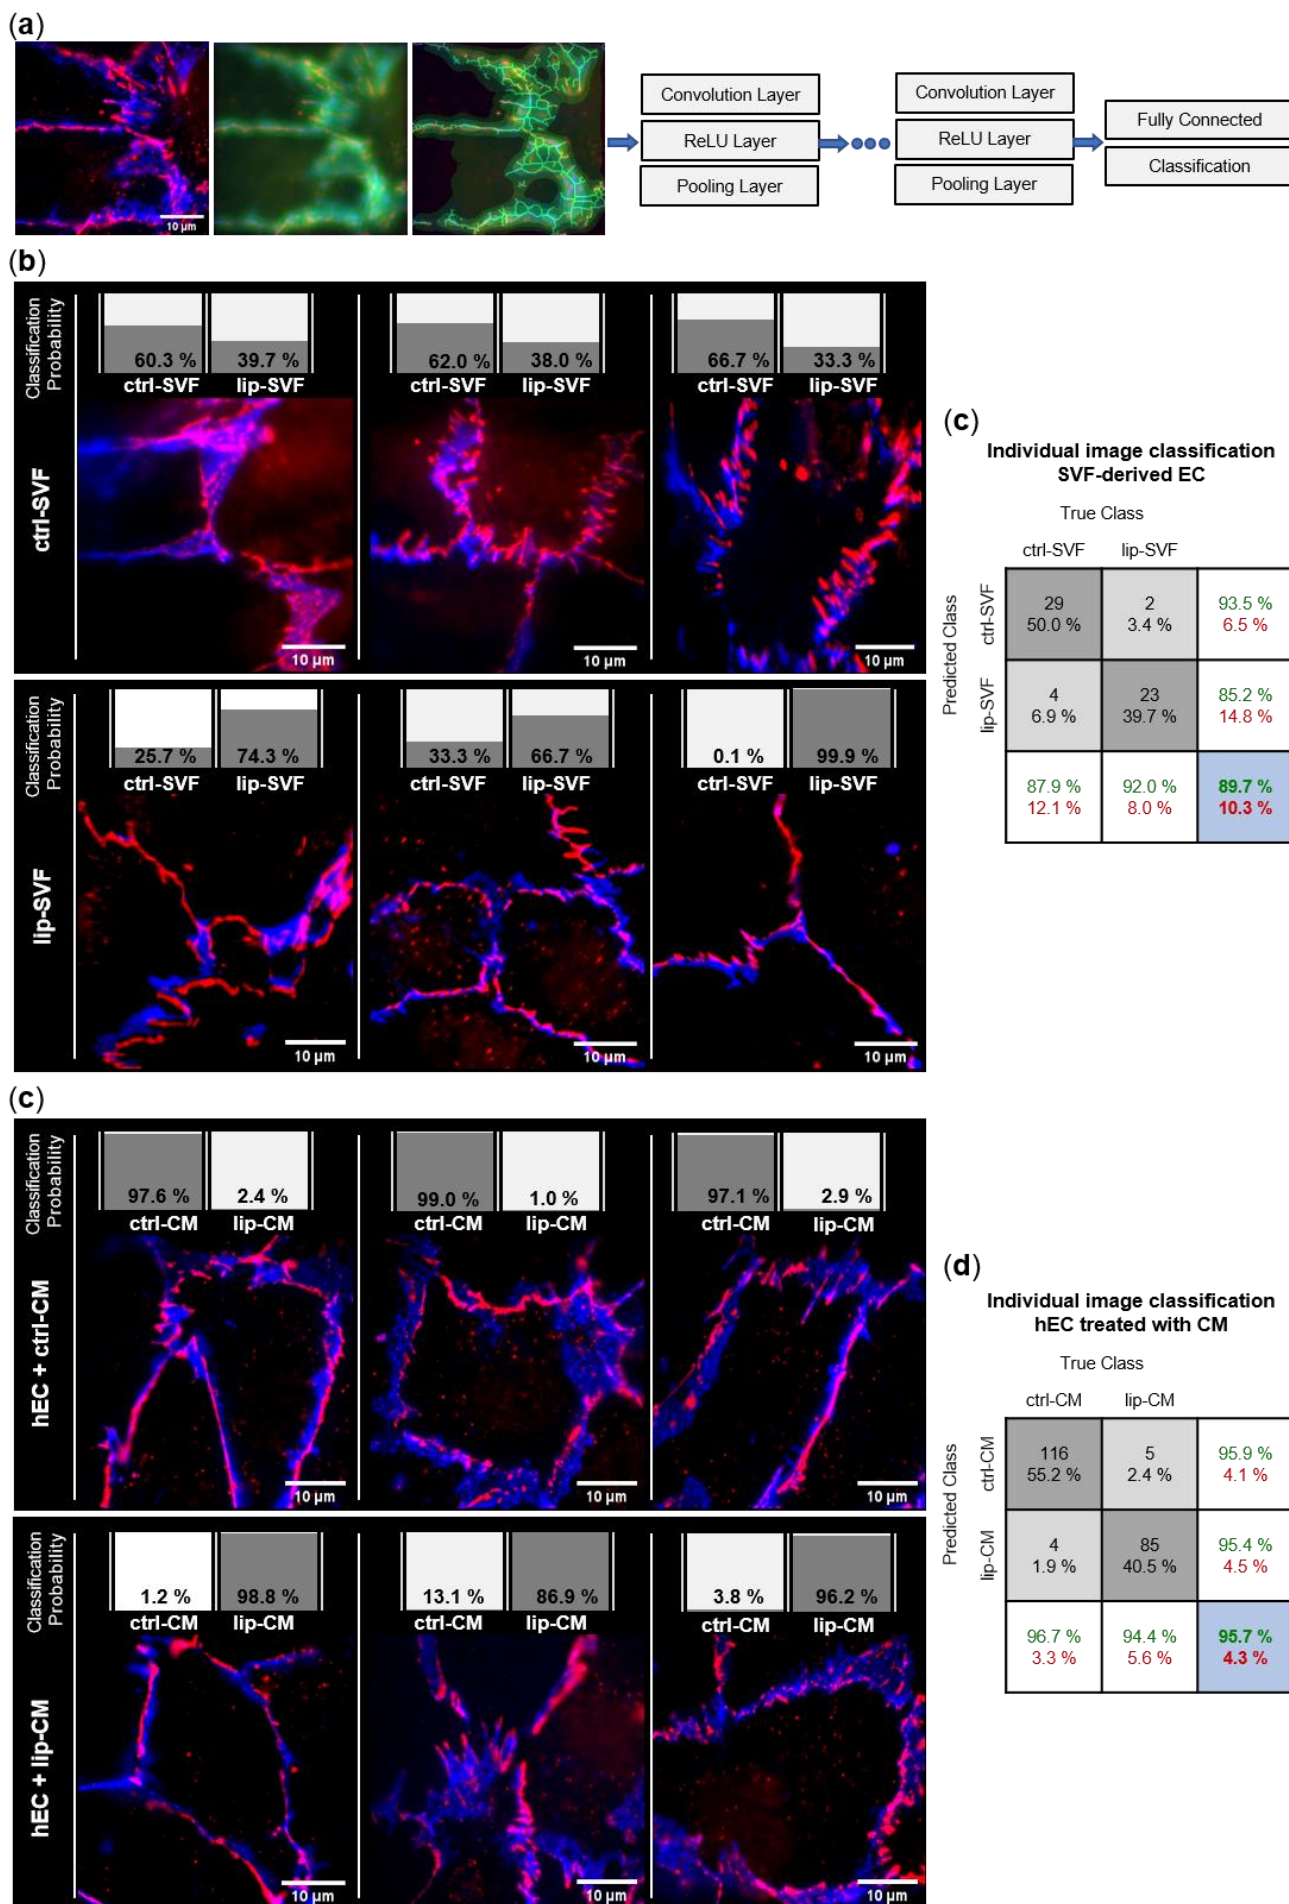 (a)
10 µm
Convolution Layer
ReLU Layer
Pooling Layer
Convolution Layer
ReLU Layer
Pooling Layer
Fully Connected
Classification
(b)
Classification
Probability
60.3 %
39.7 %
ctrl-SVF
lip-SVF
62.0 %
38.0 %
ctrl-SVF
lip-SVF
66.7 %
33.3 %
ctrl-SVF
lip-SVF
ctrl-SVF
10 µm
10 µm
10 µm
Classification
Probability
25.7 %
74.3 %
ctrl-SVF
lip-SVF
33.3 %
66.7 %
ctrl-SVF
lip-SVF
0.1 %
99.9 %
ctrl-SVF
lip-SVF
lip-SVF
10 µm
10 µm
10 µm
(c)
Individual image classification
SVF-derived EC
True Class
ctrl-SVF
lip-SVF
Predicted Class
ctrl-SVF
29
50.0 %
2
3.4 %
93.5 %
6.5 %
lip-SVF
4
6.9 %
23
39.7 %
85.2 %
14.8 %
87.9 %
12.1 %
92.0 %
8.0 %
89.7 %
10.3 %
(c)
Classification
Probability
97.6 %
2.4 %
ctrl-CM
lip-CM
99.0 %
1.0 %
ctrl-CM
lip-CM
97.1 %
2.9 %
ctrl-CM
lip-CM
hEC + ctrl-CM
10 µm
10 µm
10 µm
Classification
Probability
1.2 %
98.8 %
ctrl-CM
lip-CM
13.1 %
86.9 %
ctrl-CM
lip-CM
3.8 %
96.2 %
ctrl-CM
lip-CM
hEC + lip-CM
10 µm
10 µm
10 µm
(d)
Individual image classification
hEC treated with CM
True Class
ctrl-CM
lip-CM
Predicted Class
ctrl-CM
116
55.2 %
5
2.4 %
95.9 %
4.1 %
lip-CM
4
1.9 %
85
40.5 %
95.4 %
4.5 %
96.7 %
3.3 %
94.4 %
5.6 %
95.7 %
4.3 %